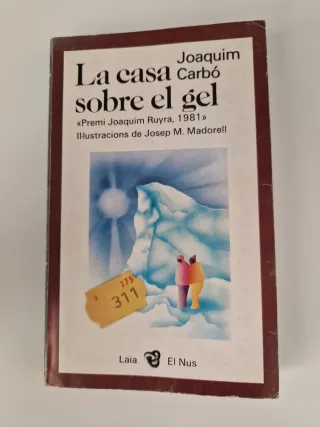 La casa
sobre el gel
Joaquim
Carbó
«Premi Joaquim Ruyra, 1981»
Il·lustracions de Josep M. Madorell
375
311
Laia
El Nus